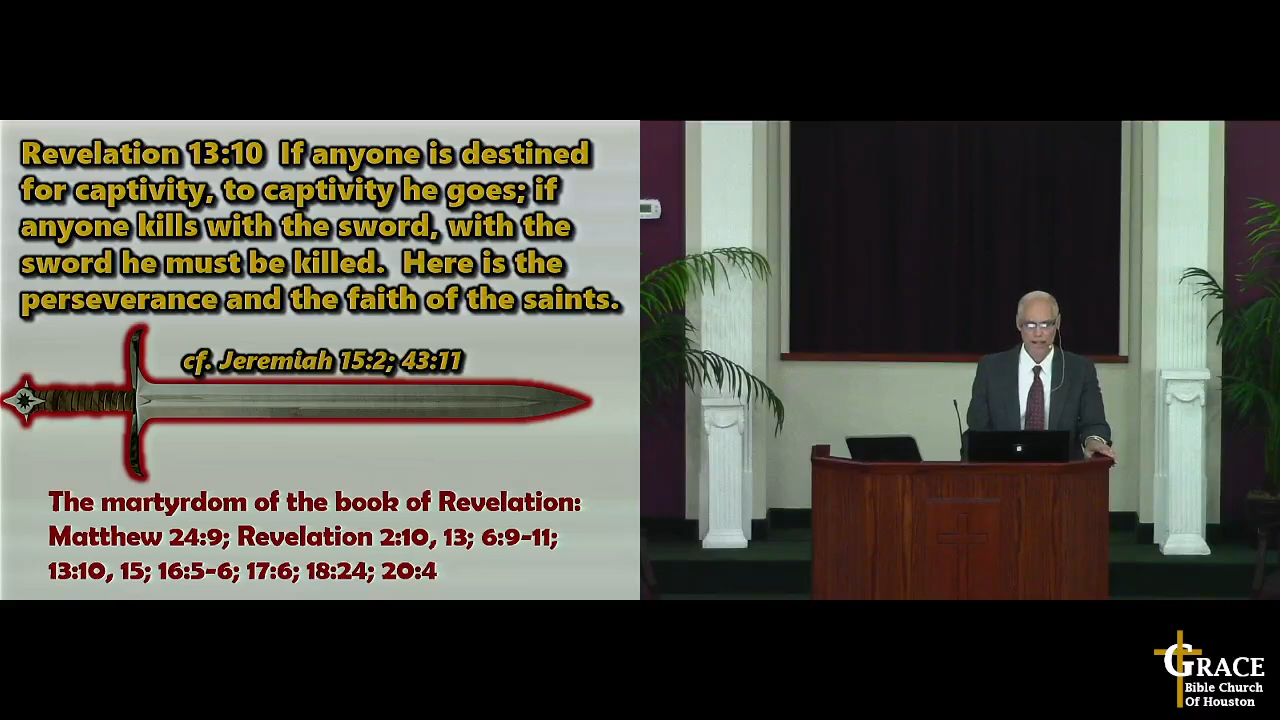 Revelation 13:10  If anyone is destined
for captivity, to captivity he goes; if
anyone kills with the sword, with the
sword he must be killed.  Here is the
perseverance and the faith of the saints.
cf. Jeremiah 15:2; 43:11
The martyrdom of the book of Revelation:
Matthew 24:9; Revelation 2:10, 13; 6:9-11;
13:10, 15; 16:5-6; 17:6; 18:24; 20:4
GRACE
Bible Church
Of Houston